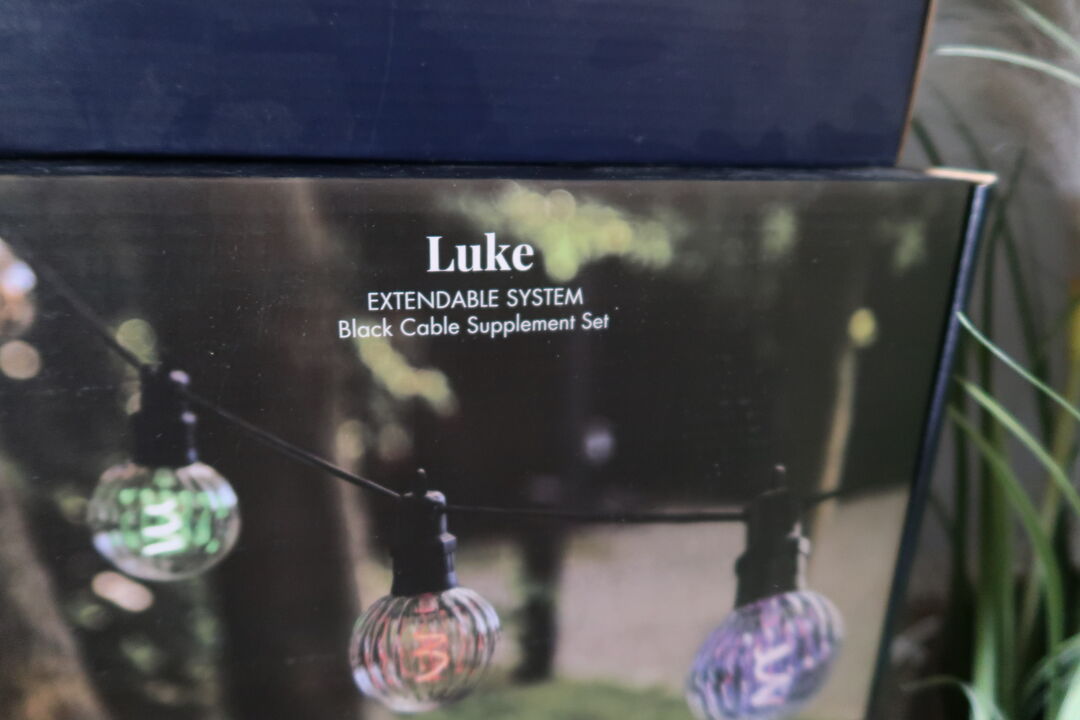 Luke
EXTENDABLE SYSTEM
Black Cable Supplement Set